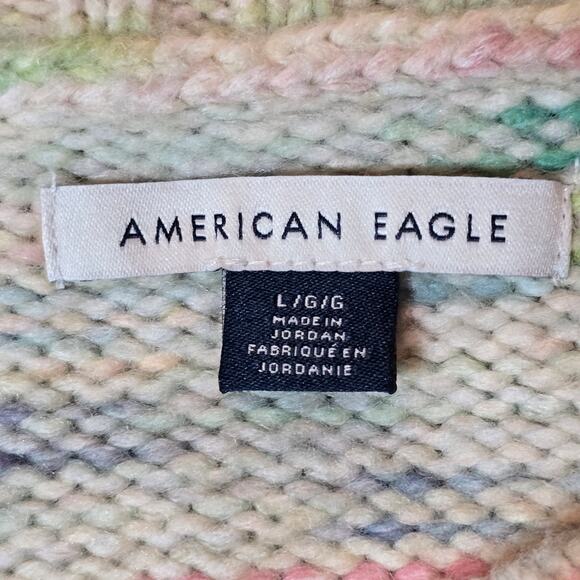 AMERICAN EAGLE
L/G/G
MADE IN
JORDAN
FABRIQUÉ EN
JORDANIE